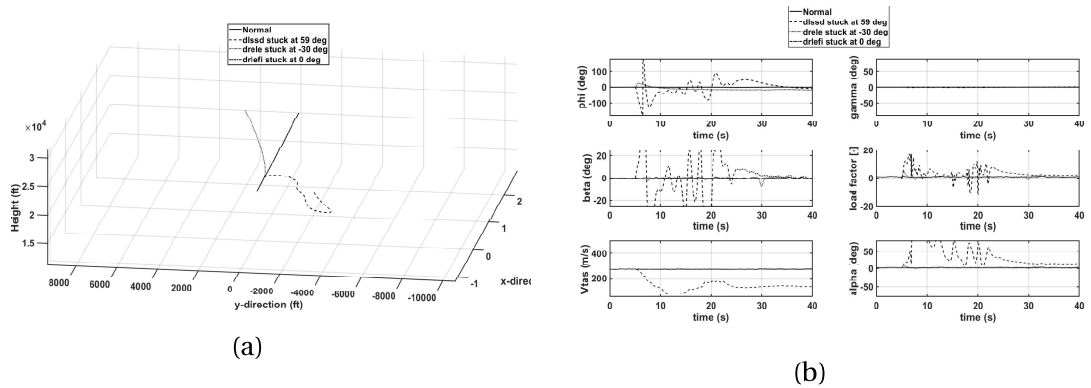 Normal
dlssd stuck at 59 deg
drele stuck at -30 deg
drlefi stuck at 0 deg
×10⁴
3
2.5
2
1.5
Height (ft)
8000 6000 4000 2000 0 -2000 -4000 -6000 -8000 -10000
y-direction (ft)
2
1
0
-1
x-direc
(a)
Normal
dlssd stuck at 59 deg
drele stuck at -30 deg
drlefi stuck at 0 deg
phi (deg)
100
0
-100
0 10 20 30 40
time (s)
gamma (deg)
50
0
-50
0 10 20 30 40
time (s)
beta (deg)
20
0
-20
0 10 20 30 40
time (s)
load factor [-]
20
0
-20
0 10 20 30 40
time (s)
Vtas (m/s)
400
200
0 10 20 30 40
time (s)
alpha (deg)
50
0
-50
0 10 20 30 40
time (s)
(b)